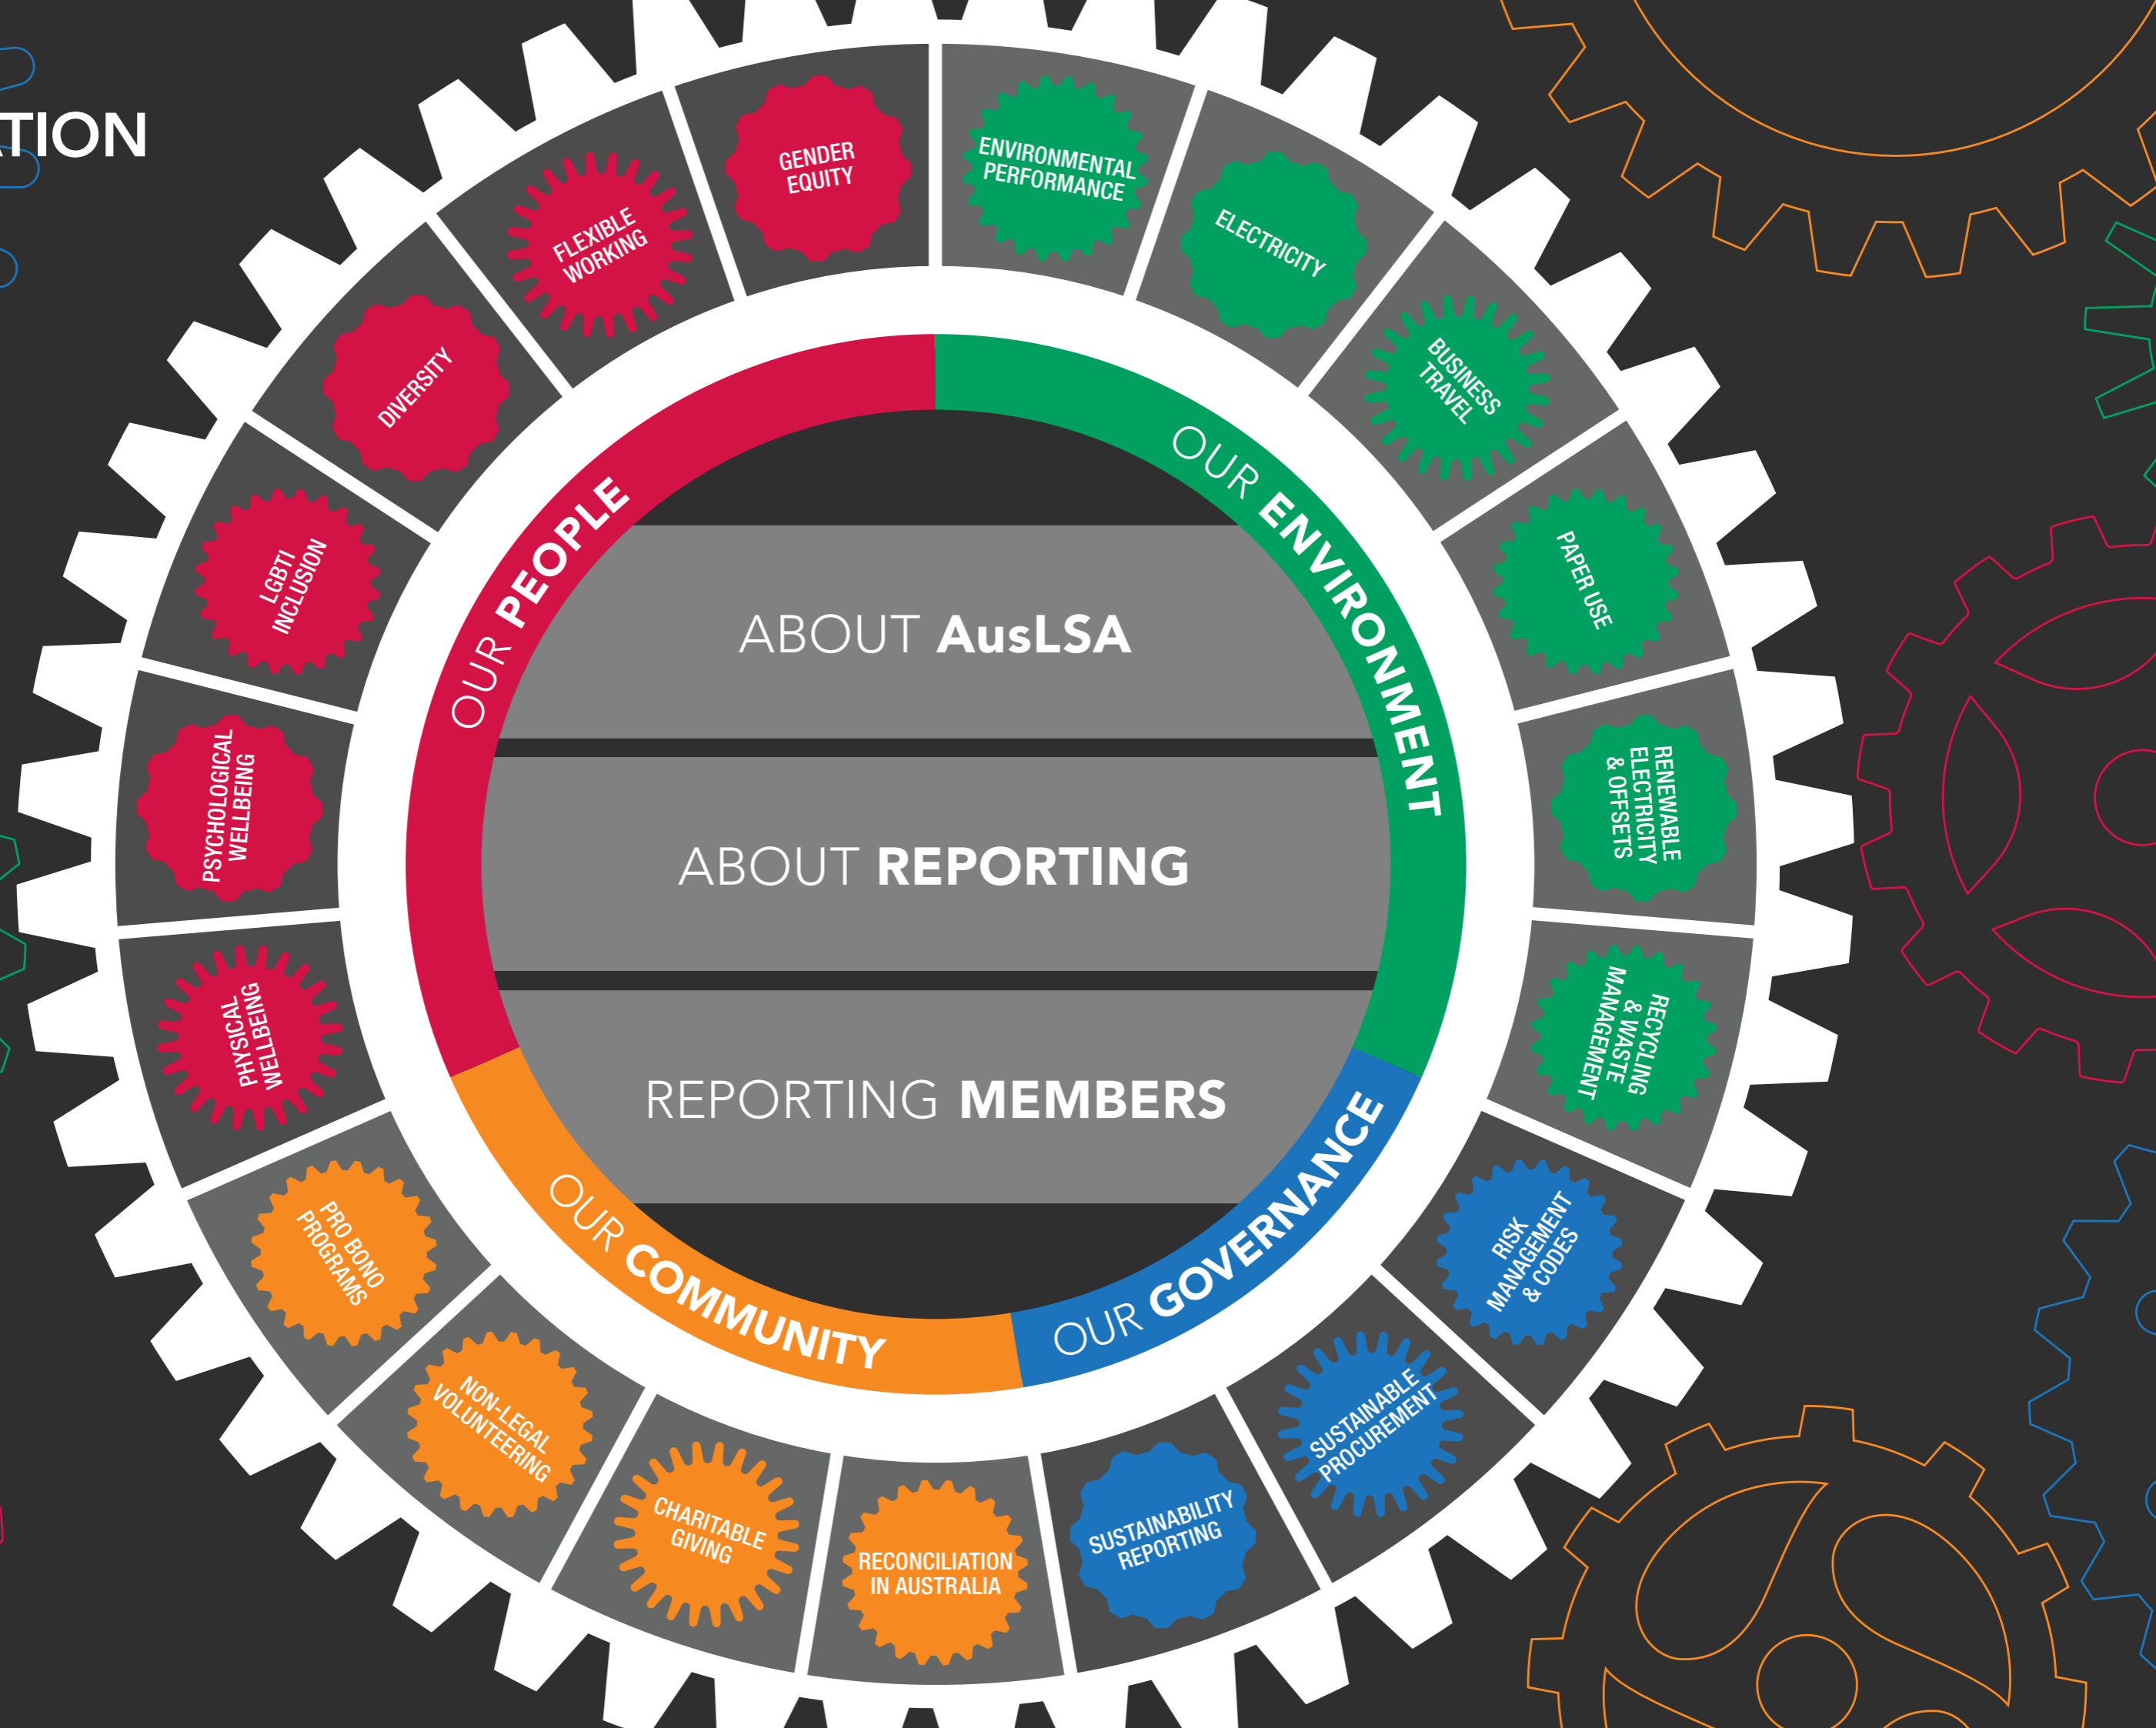 ATION
GENDER
EQUITY
ENVIRONMENTAL
PERFORMANCE
ELECTRICITY
BUSINESS
TRAVEL
PAPER USE
RENEWABLE
ELECTRICITY
& OFFSETS
RECYCLING
& WASTE
MANAGEMENT
RISK
MANAGEMENT
& CODES
SUSTAINABLE
PROCUREMENT
SUSTAINABILITY
REPORTING
RECONCILIATION
IN AUSTRALIA
CHARITABLE
GIVING
NON-LEGAL
VOLUNTEERING
PRO BONO
PROGRAMS
PHYSICAL
WELLBEING
PSYCHOLOGICAL
WELLBEING
LGBTI
INCLUSION
DIVERSITY
FLEXIBLE
WORKING
OUR PEOPLE
OUR ENVIRONMENT
OUR GOVERNANCE
OUR COMMUNITY
ABOUT AusLSA
ABOUT REPORTING
REPORTING MEMBERS